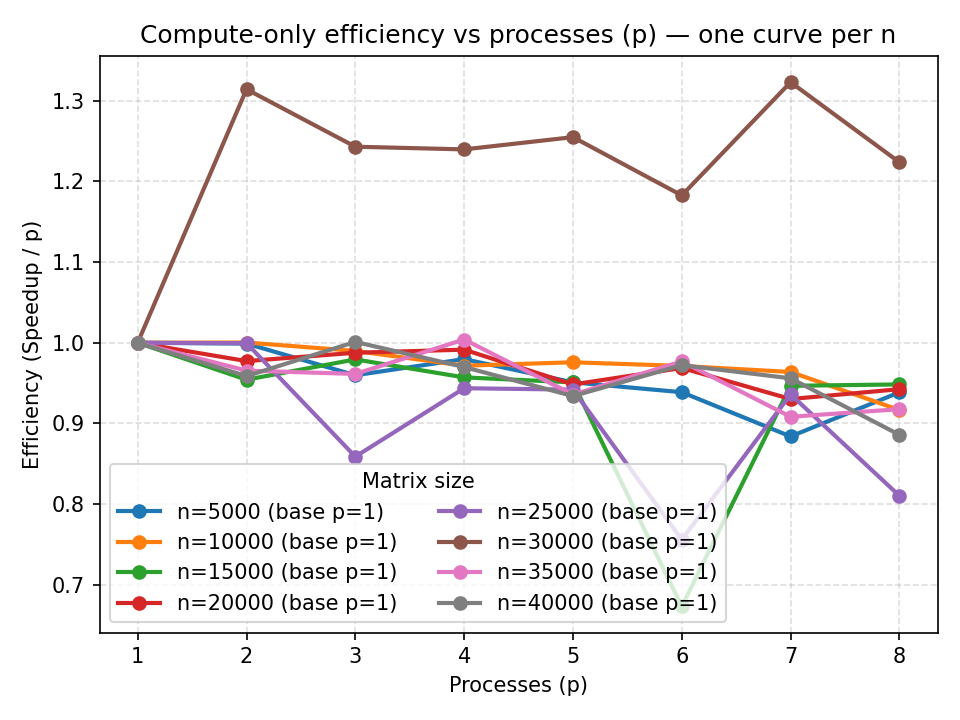 Compute-only efficiency vs processes (p) — one curve per n
Efficiency (Speedup / p)
1.3
1.2
1.1
1.0
0.9
0.8
0.7
Matrix size
n=5000 (base p=1)
n=10000 (base p=1)
n=15000 (base p=1)
n=20000 (base p=1)
n=25000 (base p=1)
n=30000 (base p=1)
n=35000 (base p=1)
n=40000 (base p=1)
1 2 3 4 5 6 7 8
Processes (p)